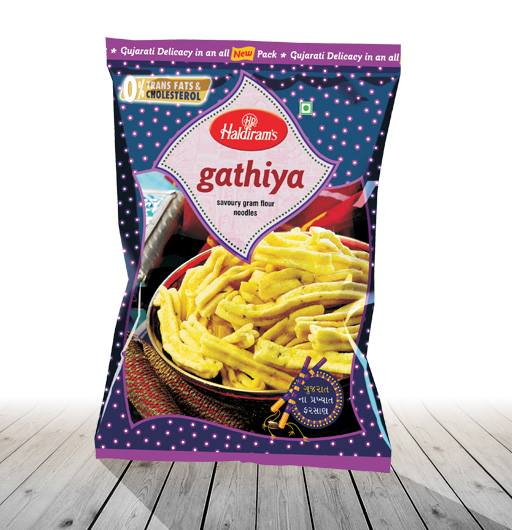 ★ Gujarati Delicacy in an all New Pack ★ Gujarati Delicacy in an all
0% TRANS FATS &
CHOLESTEROL
HR
Haldiram's
gathiya
savoury gram flour
noodles
ગુજરાત
ના પ્રખ્યાત
ફરસાણ